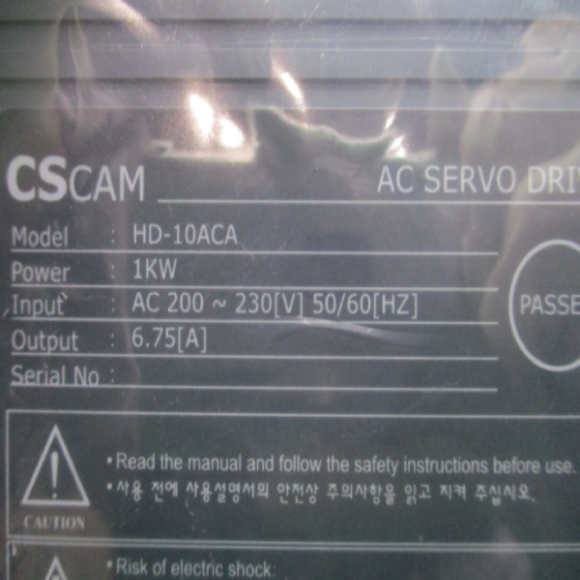 CSCAM AC SERVO DRIV
Model : HD-10ACA
Power : 1KW
Input : AC 200 ~ 230[V] 50/60[HZ]
PASSE
Output : 6.75[A]
Serial No :
• Read the manual and follow the safety instructions before use.
• 사용 전에 사용설명서의 안전상 주의사항을 읽고 지켜 주십시오.
CAUTION
• Risk of electric shock.